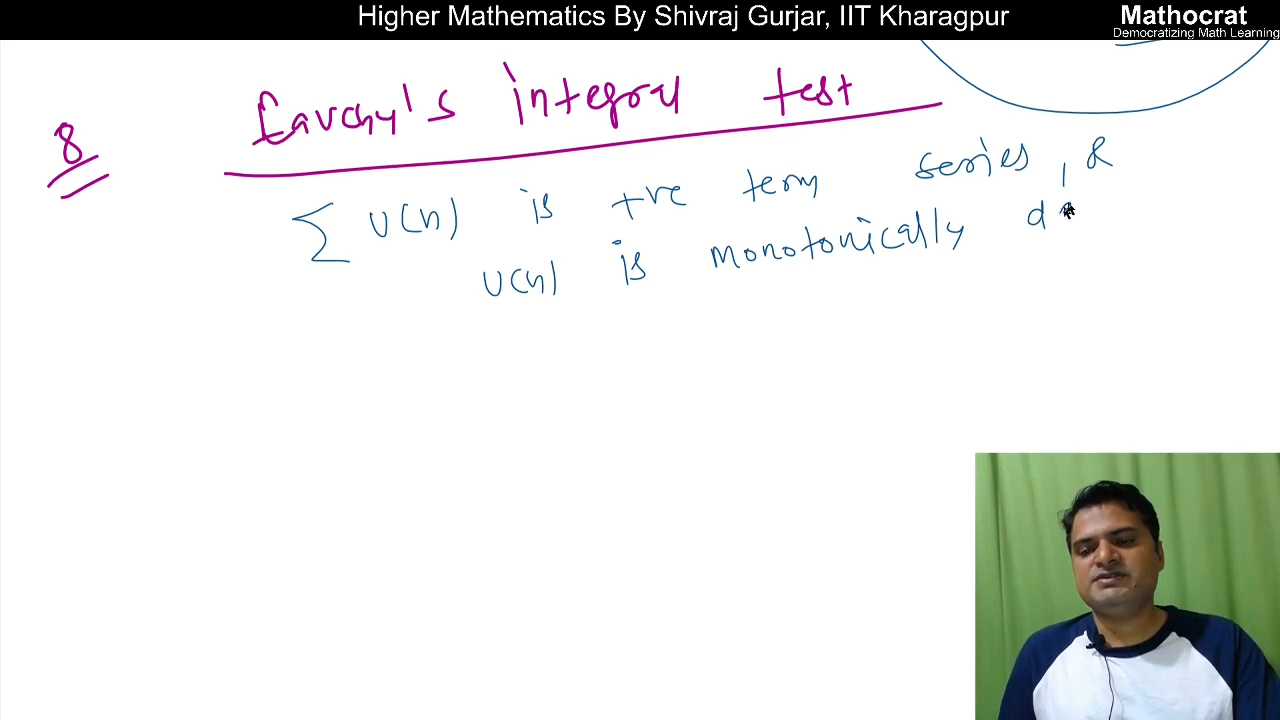 Higher Mathematics By Shivraj Gurjar, IIT Kharagpur
Mathocrat
Democratizing Math Learning
8
Cauchy's integral test
∑ U(n) is +ve term series, &
U(n) is monotonically d